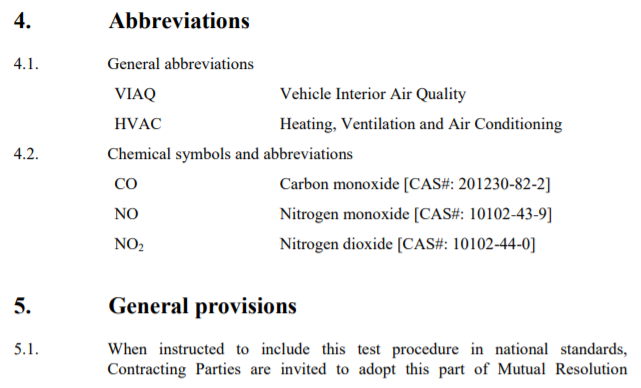 4. Abbreviations
4.1. General abbreviations
VIAQ Vehicle Interior Air Quality
HVAC Heating, Ventilation and Air Conditioning
4.2. Chemical symbols and abbreviations
CO Carbon monoxide [CAS#: 201230-82-2]
NO Nitrogen monoxide [CAS#: 10102-43-9]
NO₂ Nitrogen dioxide [CAS#: 10102-44-0]
5. General provisions
5.1. When instructed to include this test procedure in national standards,
Contracting Parties are invited to adopt this part of Mutual Resolution